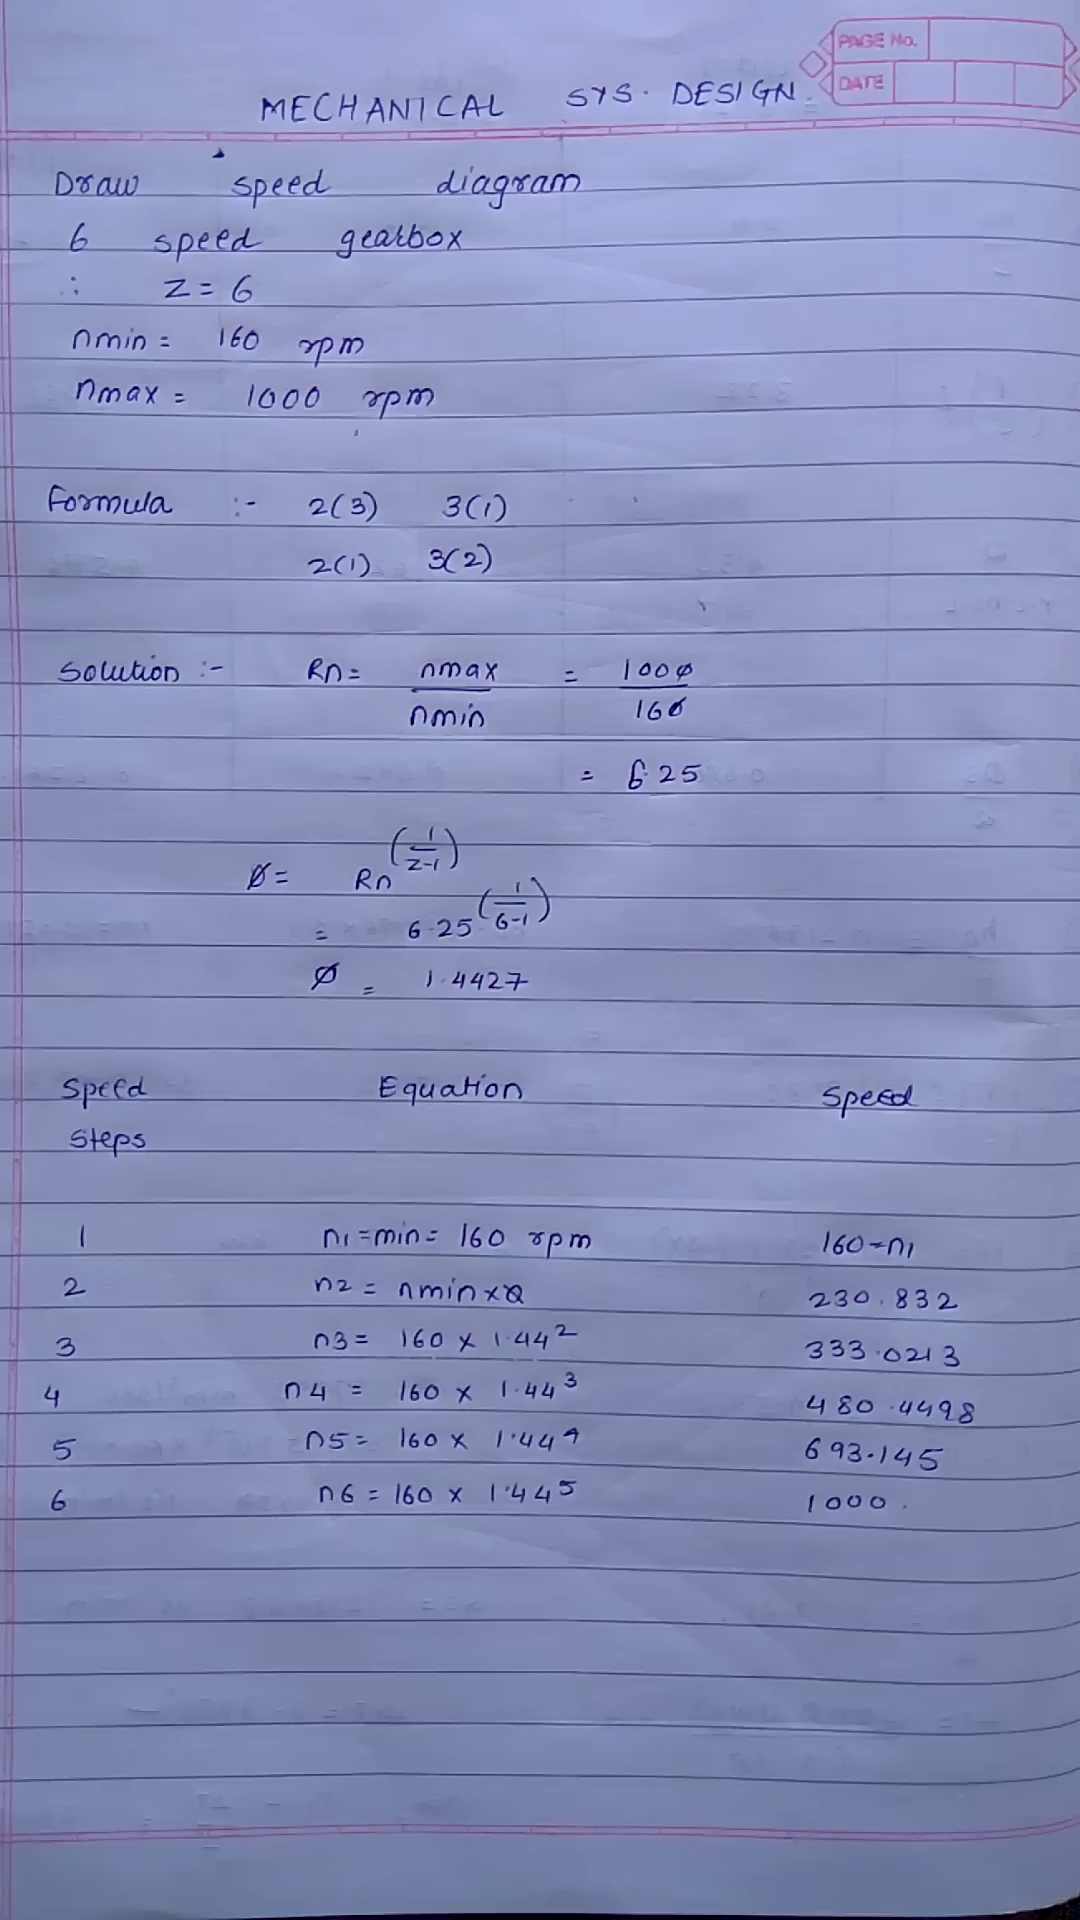 PAGE No.
DATE
MECHANICAL SYS. DESIGN.
Draw speed diagram
6 speed gearbox
∴ Z = 6
nmin = 160 rpm
nmax = 1000 rpm
Formula :- 2(3) 3(1)
2(1) 3(2)
Solution :- Rn = nmax / nmin = 1000 / 160
= 6.25
Ø = Rn^(1/Z-1)
= 6.25^(1/6-1)
Ø = 1.4427
Speed Equation Speed
Steps
1 n1 = min = 160 rpm 160 = n1
2 n2 = nmin x Ø 230.832
3 n3 = 160 x 1.44^2 333.0213
4 n4 = 160 x 1.44^3 480.4498
5 n5 = 160 x 1.44^4 693.145
6 n6 = 160 x 1.44^5 1000.